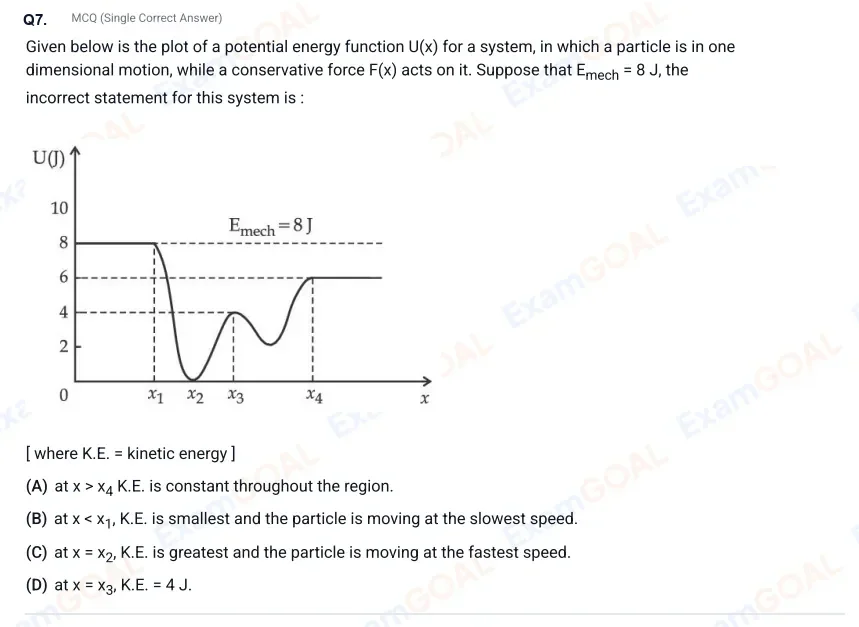 Q7. MCQ (Single Correct Answer)
Given below is the plot of a potential energy function U(x) for a system, in which a particle is in one
dimensional motion, while a conservative force F(x) acts on it. Suppose that Emech = 8 J, the
incorrect statement for this system is :
U(J)
10
Emech = 8 J
8
6
4
2
0 x1 x2 x3 x4 x
[ where K.E. = kinetic energy ]
(A) at x > x4 K.E. is constant throughout the region.
(B) at x < x1, K.E. is smallest and the particle is moving at the slowest speed.
(C) at x = x2, K.E. is greatest and the particle is moving at the fastest speed.
(D) at x = x3, K.E. = 4 J.
ExamGOAL